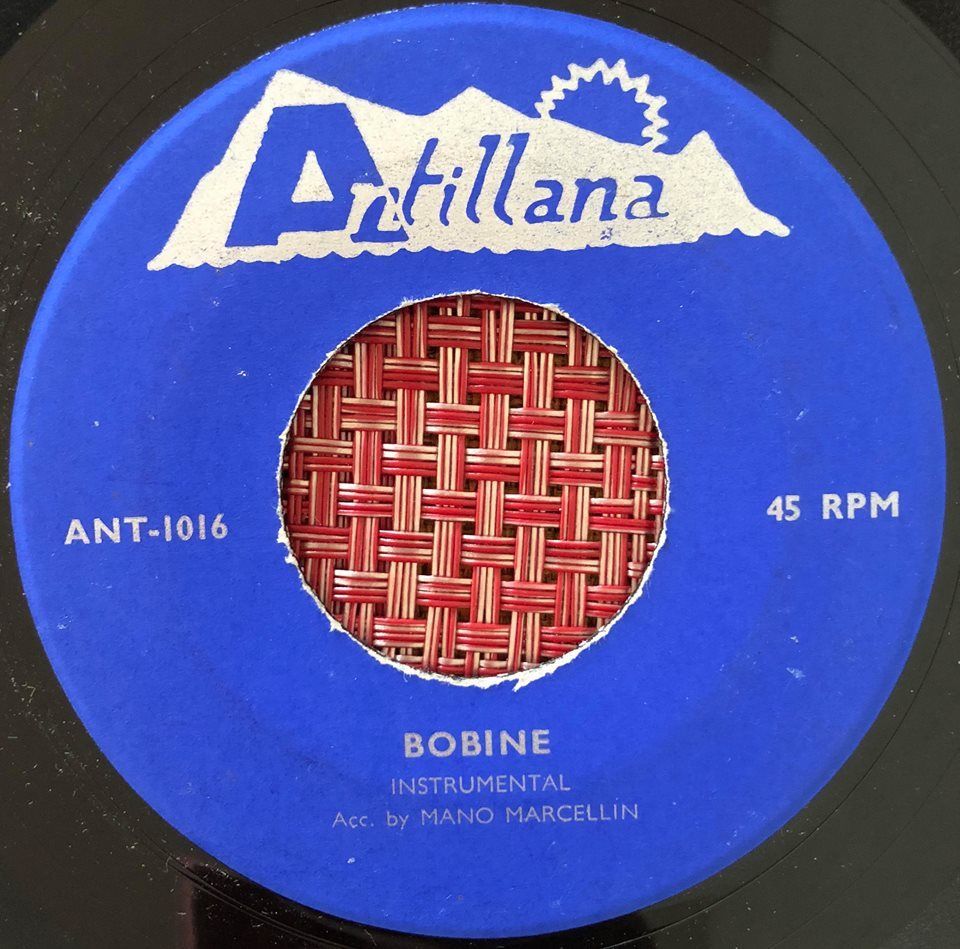 Antillana
ANT-1016
45 RPM
BOBINE
INSTRUMENTAL
Acc. by MANO MARCELLIN